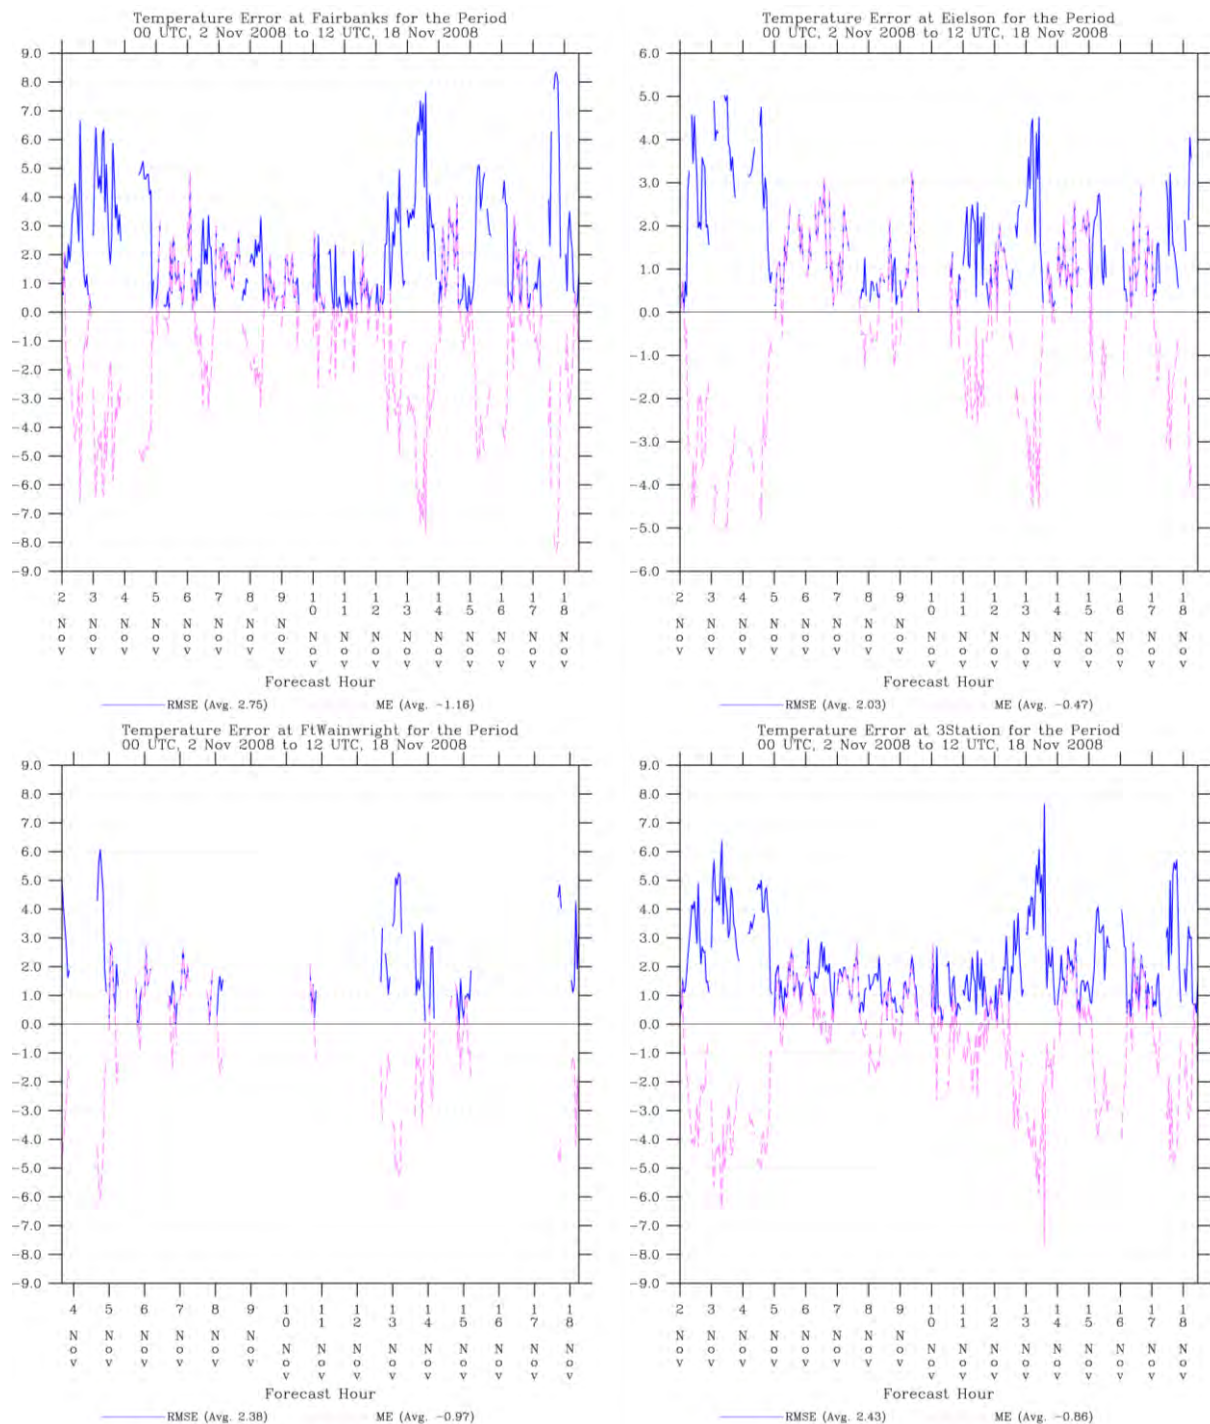 Temperature Error at Fairbanks for the Period
00 UTC, 2 Nov 2008 to 12 UTC, 18 Nov 2008
9.0
8.0
7.0
6.0
5.0
4.0
3.0
2.0
1.0
0.0
-1.0
-2.0
-3.0
-4.0
-5.0
-6.0
-7.0
-8.0
-9.0
2 Nov
3 Nov
4 Nov
5 Nov
6 Nov
7 Nov
8 Nov
9 Nov
10 Nov
11 Nov
12 Nov
13 Nov
14 Nov
15 Nov
16 Nov
17 Nov
18 Nov
Forecast Hour
RMSE (Avg. 2.75) ME (Avg. -1.16)
Temperature Error at Eielson for the Period
00 UTC, 2 Nov 2008 to 12 UTC, 18 Nov 2008
6.0
5.0
4.0
3.0
2.0
1.0
0.0
-1.0
-2.0
-3.0
-4.0
-5.0
-6.0
2 Nov
3 Nov
4 Nov
5 Nov
6 Nov
7 Nov
8 Nov
9 Nov
10 Nov
11 Nov
12 Nov
13 Nov
14 Nov
15 Nov
16 Nov
17 Nov
18 Nov
Forecast Hour
RMSE (Avg. 2.03) ME (Avg. -0.47)
Temperature Error at FtWainwright for the Period
00 UTC, 2 Nov 2008 to 12 UTC, 18 Nov 2008
9.0
8.0
7.0
6.0
5.0
4.0
3.0
2.0
1.0
0.0
-1.0
-2.0
-3.0
-4.0
-5.0
-6.0
-7.0
-8.0
-9.0
4 Nov
5 Nov
6 Nov
7 Nov
8 Nov
9 Nov
10 Nov
11 Nov
12 Nov
13 Nov
14 Nov
15 Nov
16 Nov
17 Nov
18 Nov
Forecast Hour
RMSE (Avg. 2.38) ME (Avg. -0.97)
Temperature Error at 3Station for the Period
00 UTC, 2 Nov 2008 to 12 UTC, 18 Nov 2008
9.0
8.0
7.0
6.0
5.0
4.0
3.0
2.0
1.0
0.0
-1.0
-2.0
-3.0
-4.0
-5.0
-6.0
-7.0
-8.0
-9.0
2 Nov
3 Nov
4 Nov
5 Nov
6 Nov
7 Nov
8 Nov
9 Nov
10 Nov
11 Nov
12 Nov
13 Nov
14 Nov
15 Nov
16 Nov
17 Nov
18 Nov
Forecast Hour
RMSE (Avg. 2.43) ME (Avg. -0.86)